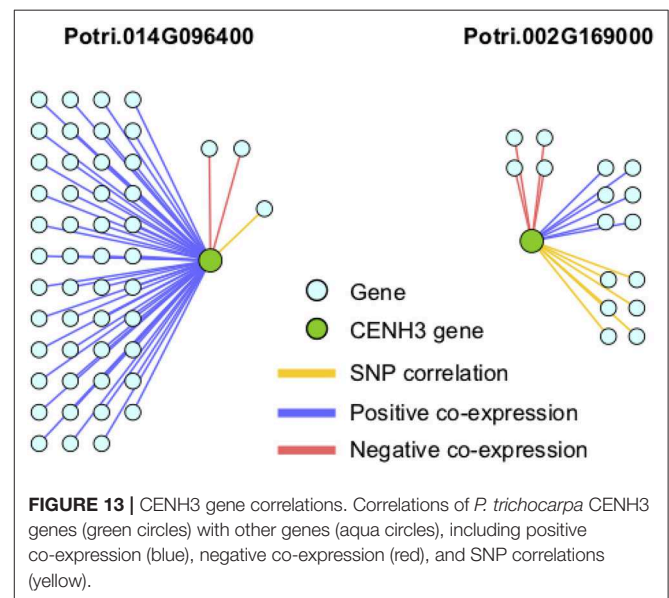 Potri.014G096400
Potri.002G169000
Gene
CENH3 gene
SNP correlation
Positive co-expression
Negative co-expression
FIGURE 13 | CENH3 gene correlations. Correlations of P. trichocarpa CENH3
genes (green circles) with other genes (aqua circles), including positive
co-expression (blue), negative co-expression (red), and SNP correlations
(yellow).